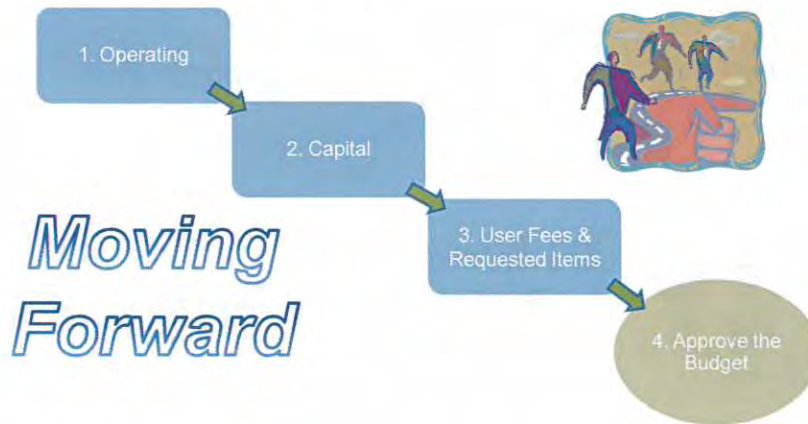 1. Operating
2. Capital
3. User Fees &
Requested Items
4. Approve the
Budget
Moving
Forward